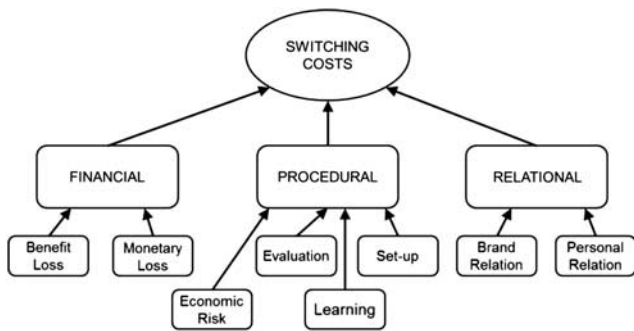 SWITCHING
COSTS
FINANCIAL
PROCEDURAL
RELATIONAL
Benefit
Loss
Monetary
Loss
Evaluation
Set-up
Brand
Relation
Personal
Relation
Economic
Risk
Learning